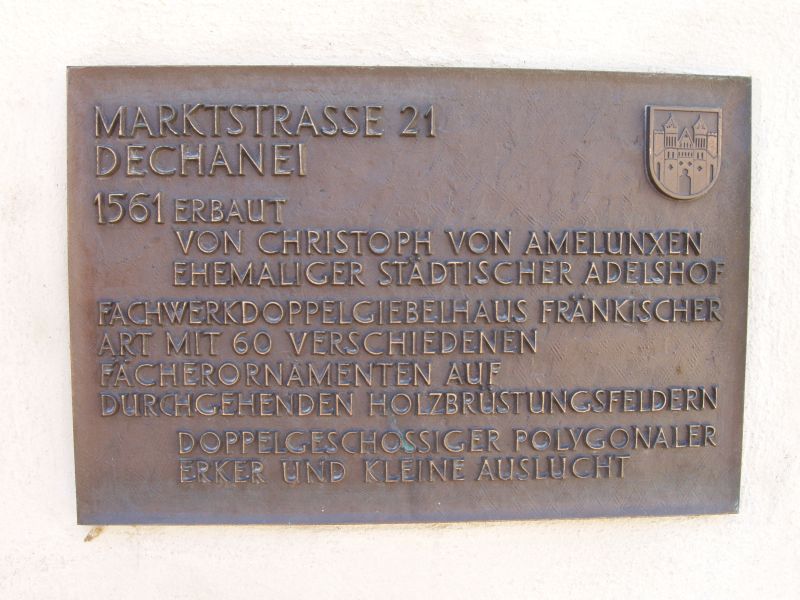 MARKTSTRASSE 21
DECHANEI
1561 ERBAUT
VON CHRISTOPH VON AMELUNXEN
EHEMALIGER STÄDTISCHER ADELSHOF
FACHWERKDOPPELGIEBELHAUS FRÄNKISCHER
ART MIT 60 VERSCHIEDENEN
FÄCHERORNAMENTEN AUF
DURCHGEHENDEN HOLZBRÜSTUNGSFELDERN
DOPPELGESCHOSSIGER POLYGONALER
ERKER UND KLEINE AUSLUCHT